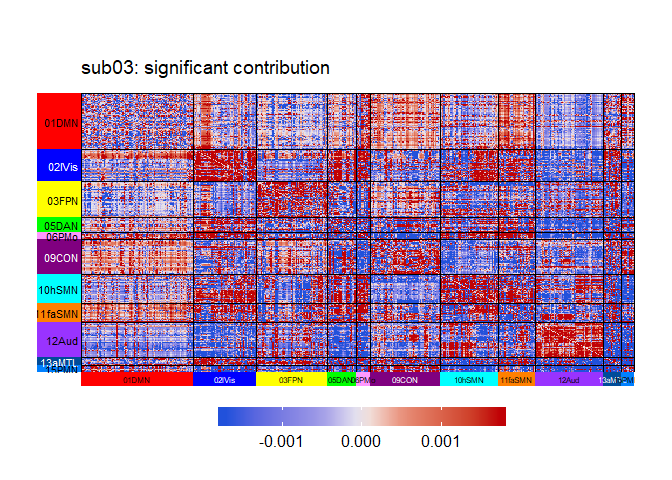 sub03: significant contribution
01DMN
02lVis
03FPN
05DAN
06PMo
09CON
10hSMN
11faSMN
12Aud
13aMTL
01DMN
02lVis
03FPN
05DAN
09CON
10hSMN
11faSMN
12Aud
-0.001 0.000 0.001